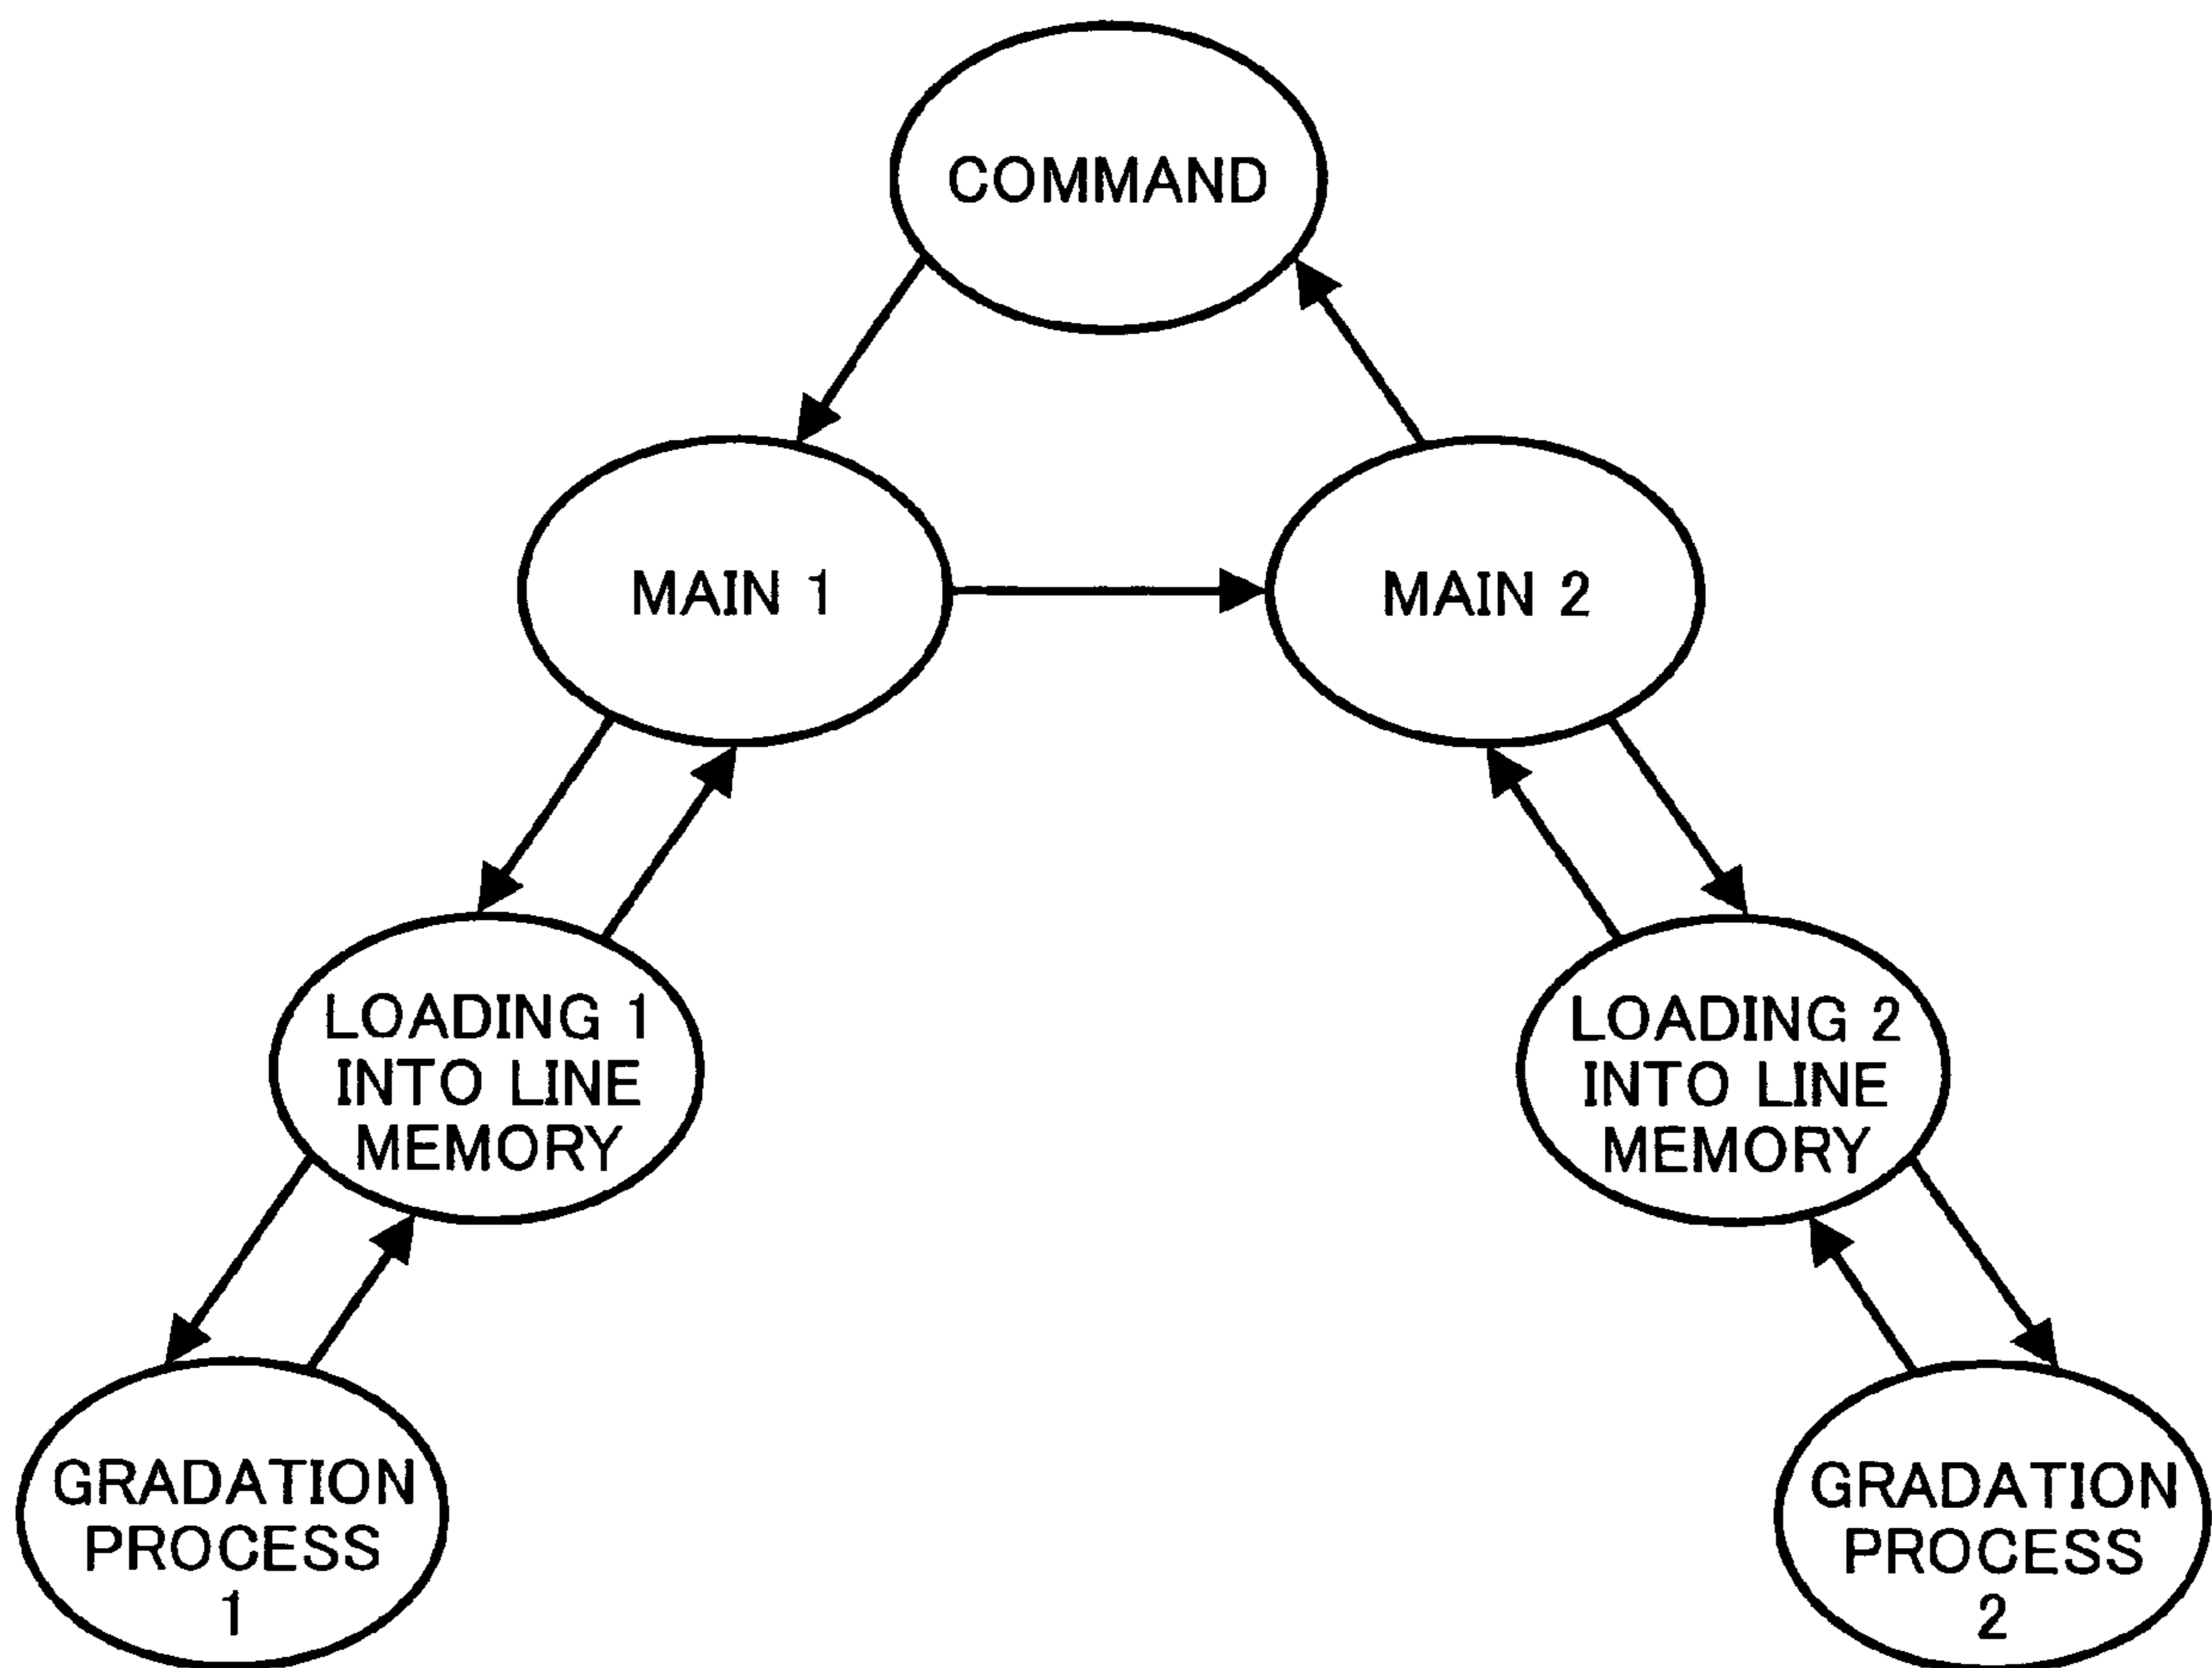 COMMAND
MAIN 1
MAIN 2
LOADING 1
INTO LINE
MEMORY
LOADING 2
INTO LINE
MEMORY
GRADATION
PROCESS
1
GRADATION
PROCESS
2